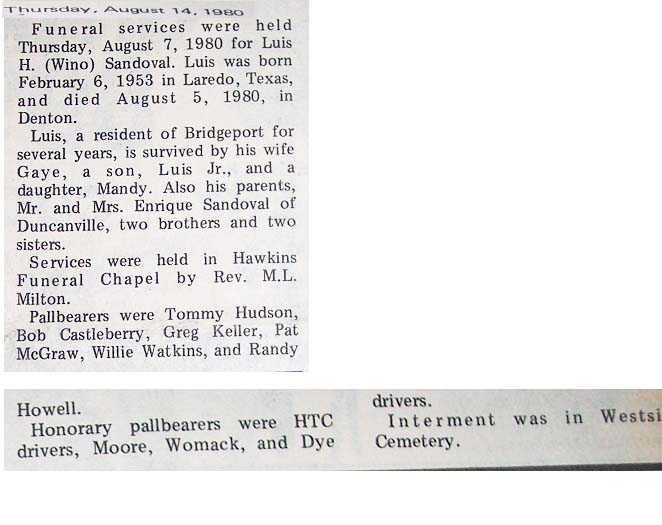 Thursday, August 14, 1980
Funeral services were held
Thursday, August 7, 1980 for Luis
H. (Wino) Sandoval. Luis was born
February 6, 1953 in Laredo, Texas,
and died August 5, 1980, in
Denton.
Luis, a resident of Bridgeport for
several years, is survived by his wife
Gaye, a son, Luis Jr., and a
daughter, Mandy. Also his parents,
Mr. and Mrs. Enrique Sandoval of
Duncanville, two brothers and two
sisters.
Services were held in Hawkins
Funeral Chapel by Rev. M.L.
Milton.
Pallbearers were Tommy Hudson,
Bob Castleberry, Greg Keller, Pat
McGraw, Willie Watkins, and Randy
Howell.
Honorary pallbearers were HTC
drivers, Moore, Womack, and Dye
drivers.
Interment was in Westsi
Cemetery.